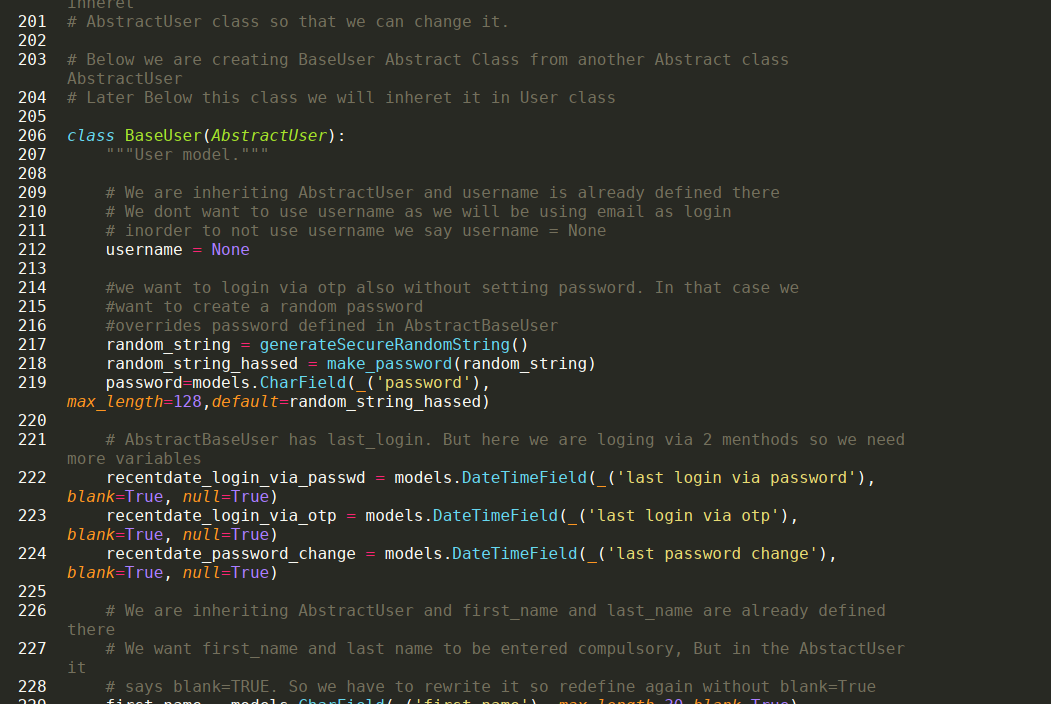 inheret
201 # AbstractUser class so that we can change it.
202
203 # Below we are creating BaseUser Abstract Class from another Abstract class
AbstractUser
204 # Later Below this class we will inheret it in User class
205
206 class BaseUser(AbstractUser):
207 """User model."""
208
209 # We are inheriting AbstractUser and username is already defined there
210 # We dont want to use username as we will be using email as login
211 # inorder to not use username we say username = None
212 username = None
213
214 #we want to login via otp also without setting password. In that case we
215 #want to create a random password
216 #overrides password defined in AbstractBaseUser
217 random_string = generateSecureRandomString()
218 random_string_hassed = make_password(random_string)
219 password=models.CharField(_('password'),
max_length=128,default=random_string_hassed)
220
221 # AbstractBaseUser has last_login. But here we are loging via 2 menthods so we need
more variables
222 recentdate_login_via_passwd = models.DateTimeField(_('last login via password'),
blank=True, null=True)
223 recentdate_login_via_otp = models.DateTimeField(_('last login via otp'),
blank=True, null=True)
224 recentdate_password_change = models.DateTimeField(_('last password change'),
blank=True, null=True)
225
226 # We are inheriting AbstractUser and first_name and last_name are already defined
there
227 # We want first_name and last name to be entered compulsory, But in the AbstactUser
it
228 # says blank=TRUE. So we have to rewrite it so redefine again without blank=True
229 first_name = models.CharField(_('first name'), max_length=30,blank=True)